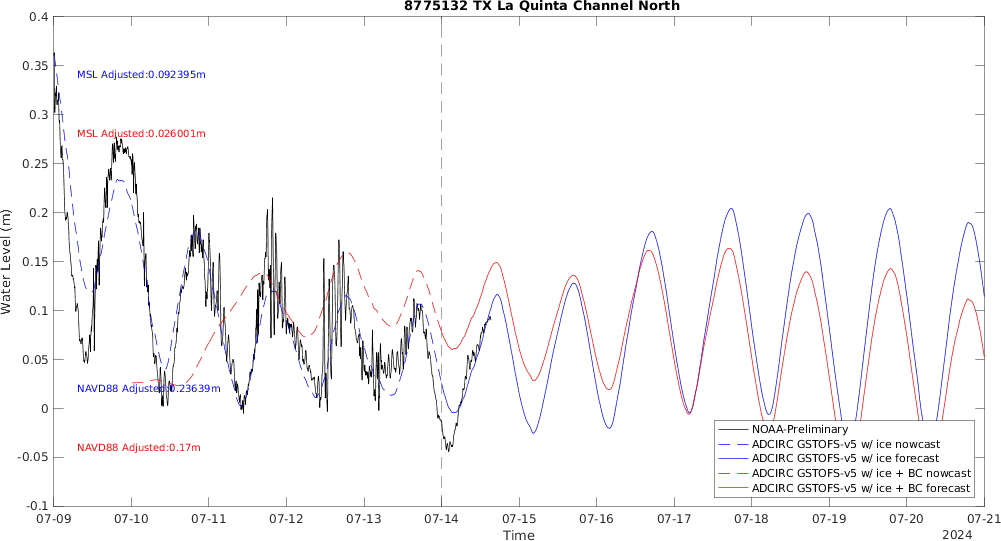 8775132 TX La Quinta Channel North
0.4
0.35
0.3
0.25
0.2
0.15
0.1
0.05
0
-0.05
-0.1
Water Level (m)
MSL Adjusted:0.092395m
MSL Adjusted:0.026001m
NAVD88 Adjusted:0.23639m
NAVD88 Adjusted:0.17m
NOAA-Preliminary
ADCIRC GSTOFS-v5 w/ ice nowcast
ADCIRC GSTOFS-v5 w/ ice forecast
ADCIRC GSTOFS-v5 w/ ice + BC nowcast
ADCIRC GSTOFS-v5 w/ ice + BC forecast
07-09 07-10 07-11 07-12 07-13 07-14 07-15 07-16 07-17 07-18 07-19 07-20 07-21
Time
2024